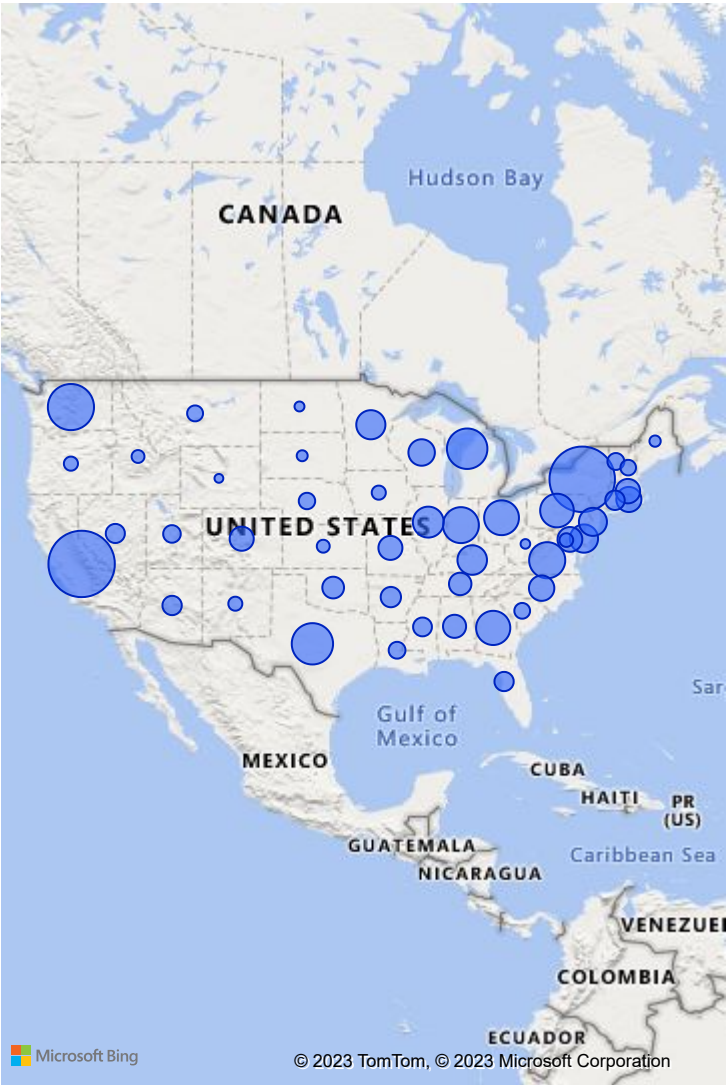 Hudson Bay
CANADA
UNITED STATES
Sar
Gulf of
Mexico
MEXICO
CUBA
HAITI
PR
(US)
GUATEMALA
Caribbean Sea
NICARAGUA
VENEZUEL
COLOMBIA
ECUADOR
Microsoft Bing
© 2023 TomTom, © 2023 Microsoft Corporation